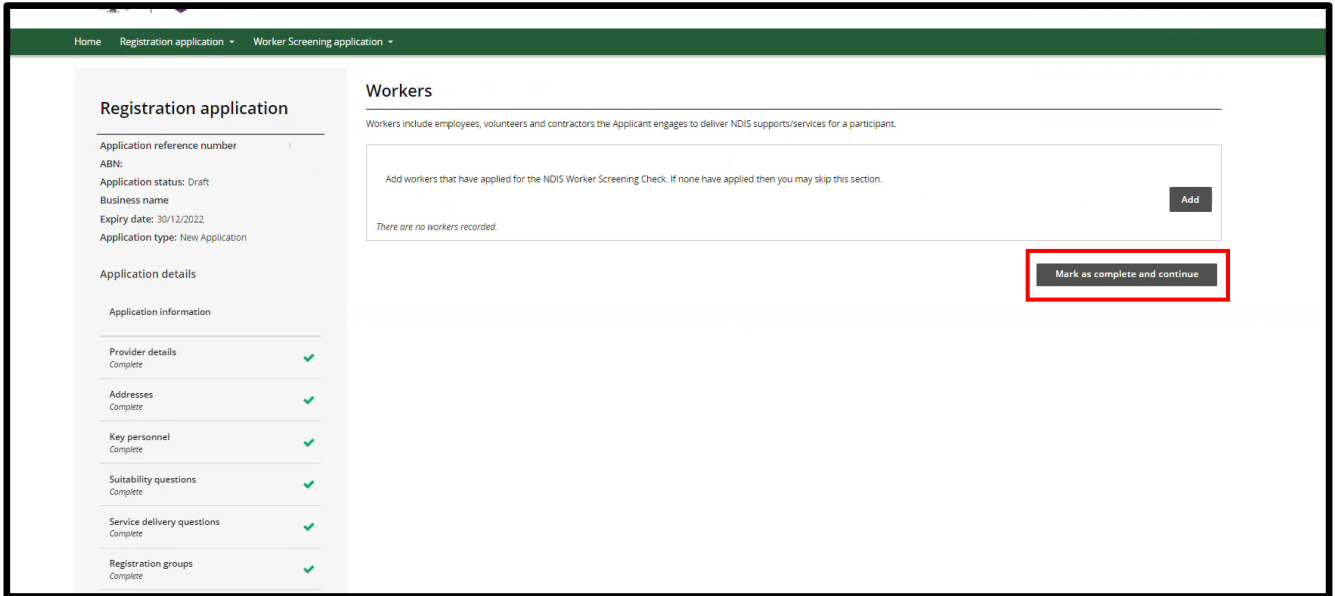 Home Registration application Worker Screening application
Registration application
Application reference number
ABN:
Application status: Draft
Business name
Expiry date: 30/12/2022
Application type: New Application
Application details
Application information
Provider details
Complete
Addresses
Complete
Key personnel
Complete
Suitability questions
Complete
Service delivery questions
Complete
Registration groups
Complete
Workers
Workers include employees, volunteers and contractors the Applicant engages to deliver NDIS supports/services for a participant.
Add workers that have applied for the NDIS Worker Screening Check. If none have applied then you may skip this section.
Add
There are no workers recorded.
Mark as complete and continue